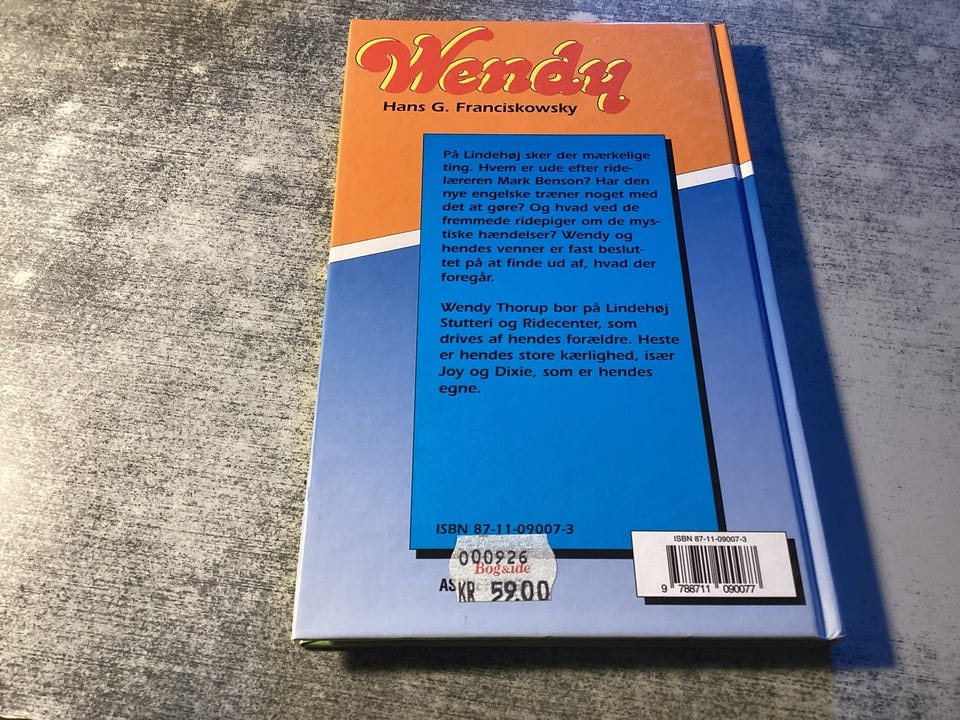 Wendy
Hans G. Franciskowsky
På Lindehøj sker der mærkelige
ting. Hvem er ude efter ride-
læreren Mark Benson? Har den
nye engelske træner noget med
det at gøre? Og hvad ved de
fremmede ridepiger om de mys-
tiske hændelser? Wendy og
hendes venner er fast beslut-
tet på at finde ud af, hvad der
foregår.
Wendy Thorup bor på Lindehøj
Stutteri og Ridecenter, som
drives af hendes forældre. Heste
er hendes store kærlighed, især
Joy og Dixie, som er hendes
egne.
ISBN 87-11-09007-3
000926
Bog&ide
KR 59.00
ISBN 87-11-09007-3
9 788711 090077